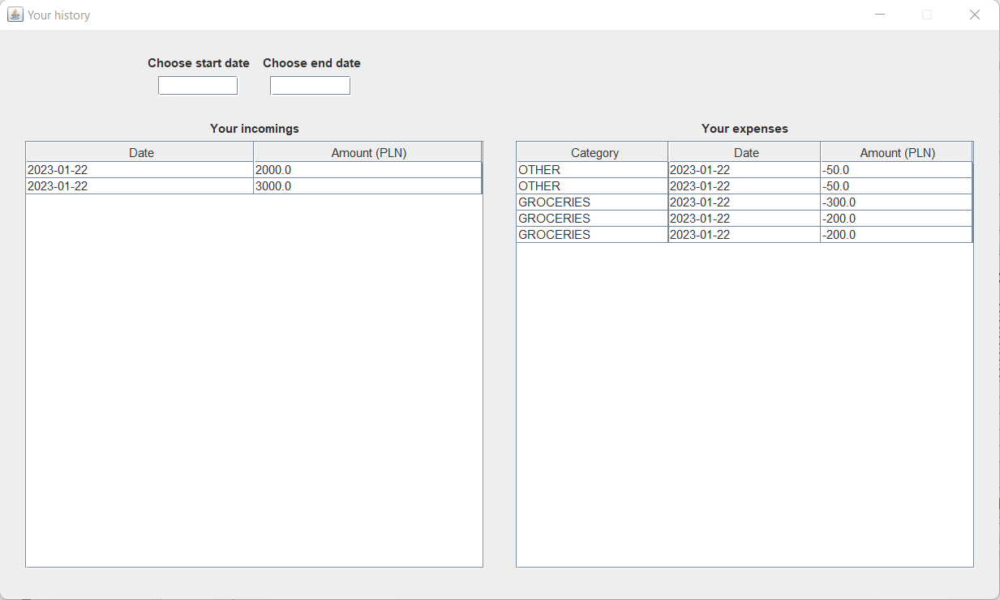 Your history
Choose start date Choose end date
Your incomings
Date Amount (PLN)
2023-01-22 2000.0
2023-01-22 3000.0
Your expenses
Category Date Amount (PLN)
OTHER 2023-01-22 -50.0
OTHER 2023-01-22 -50.0
GROCERIES 2023-01-22 -300.0
GROCERIES 2023-01-22 -200.0
GROCERIES 2023-01-22 -200.0